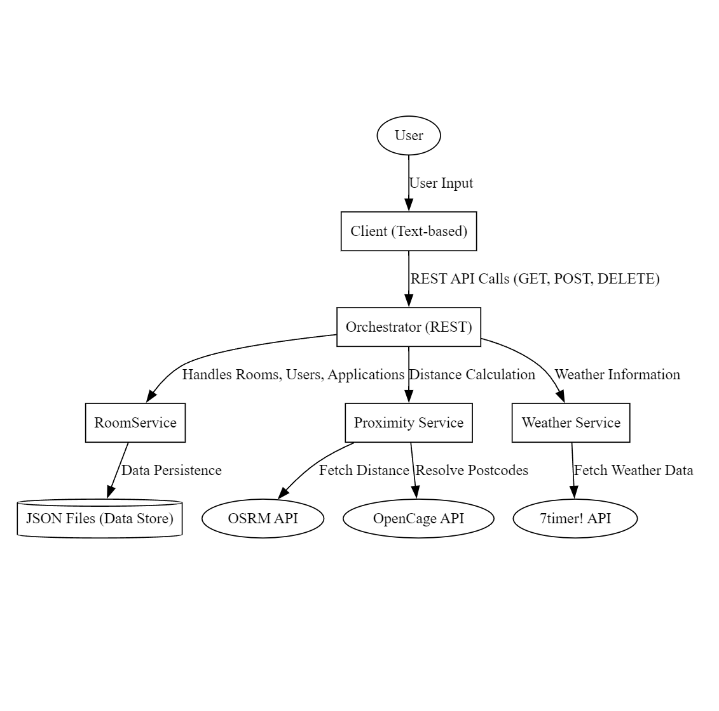 User
User Input
Client (Text-based)
REST API Calls (GET, POST, DELETE)
Orchestrator (REST)
Handles Rooms, Users, Applications
Distance Calculation
Weather Information
RoomService
Proximity Service
Weather Service
Data Persistence
Fetch Distance
Resolve Postcodes
Fetch Weather Data
JSON Files (Data Store)
OSRM API
OpenCage API
7timer! API